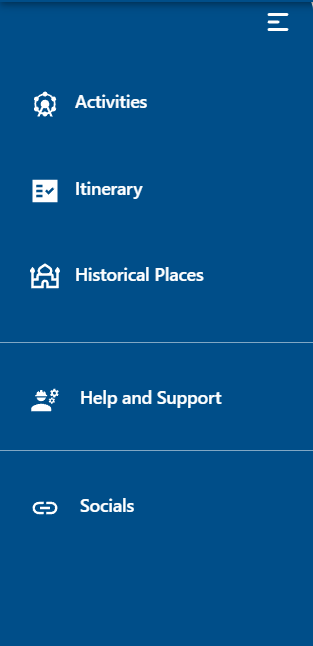 Activities
Itinerary
Historical Places
Help and Support
Socials